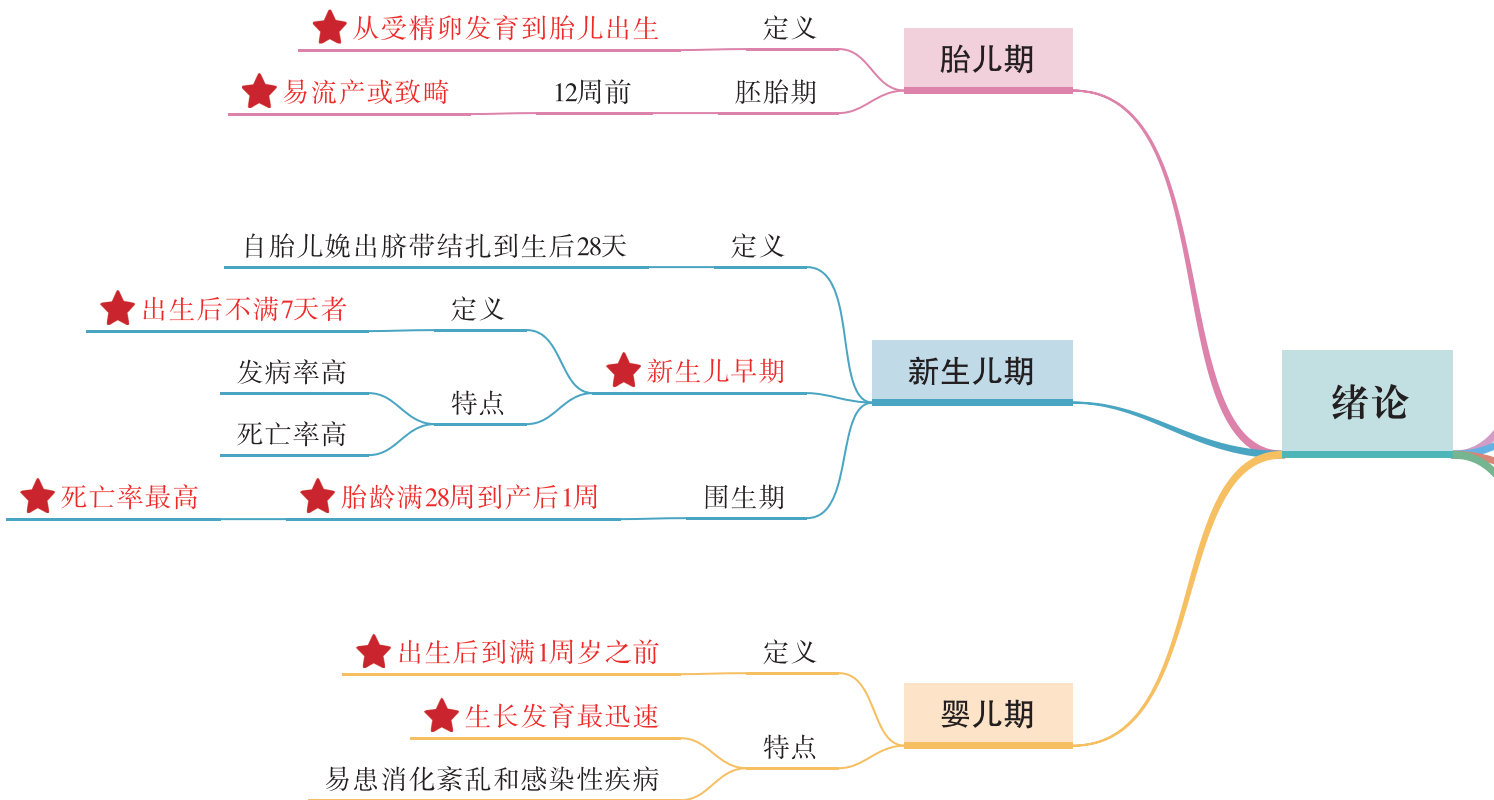 绪论
胎儿期
定义
从受精卵发育到胎儿出生
胚胎期
12周前
易流产或致畸
新生儿期
定义
自胎儿娩出脐带结扎到生后28天
新生儿早期
定义
出生后不满7天者
特点
发病率高
死亡率高
围生期
胎龄满28周到产后1周
死亡率最高
婴儿期
定义
出生后到满1周岁之前
特点
生长发育最迅速
易患消化紊乱和感染性疾病